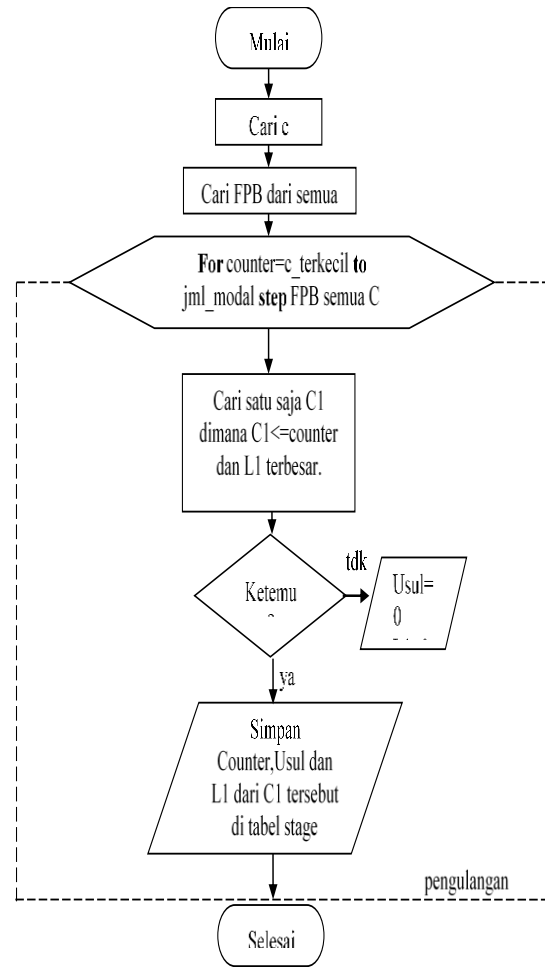 Mulai
Cari c
Cari FPB dari semua
For counter=c_terkecil to
jml_modal step FPB semua C
Cari satu saja C1
dimana C1<=counter
dan L1 terbesar.
Ketemu
tdk
Usul=
0
ya
Simpan
Counter,Usul dan
L1 dari C1 tersebut
di tabel stage
pengulangan
Selesai